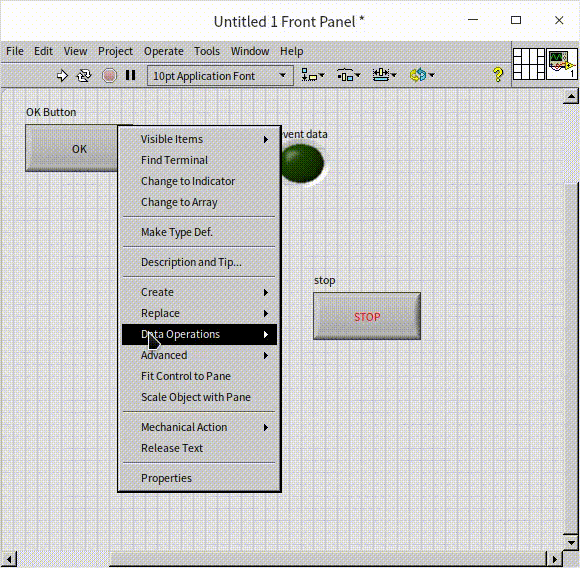 Untitled 1 Front Panel *
File Edit View Project Operate Tools Window Help
10pt Application Font
?
1
OK Button
OK
vent data
Visible Items
Find Terminal
Change to Indicator
Change to Array
Make Type Def.
Description and Tip...
Create
Replace
Data Operations
Advanced
Fit Control to Pane
Scale Object with Pane
Mechanical Action
Release Text
Properties
stop
STOP